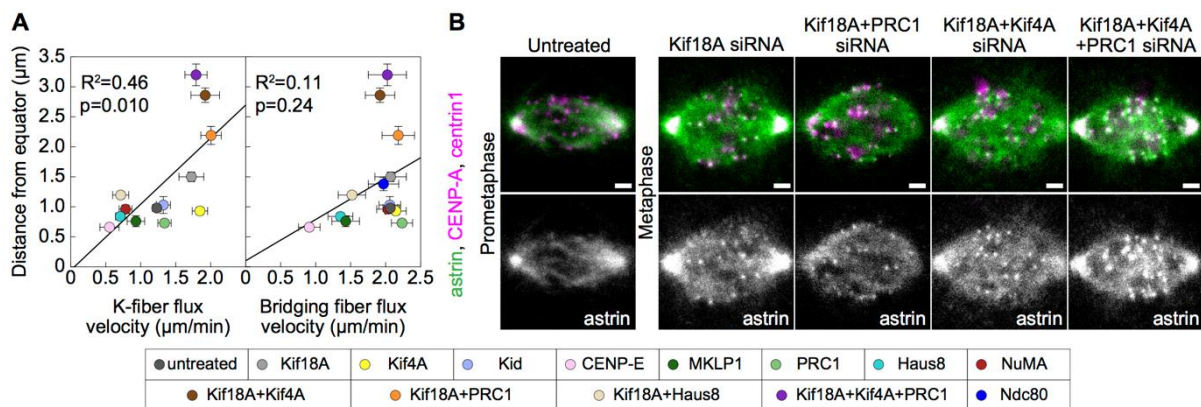 A
Distance from equator (μm)
3.5
3.0
2.5
2.0
1.5
1.0
0.5
0
R²=0.46
p=0.010
R²=0.11
p=0.24
0 0.5 1.0 1.5 2.0
0 0.5 1.0 1.5 2.0 2.5
K-fiber flux
velocity (μm/min)
Bridging fiber flux
velocity (μm/min)
B
astrin, CENP-A, centrin1
Prometaphase
Untreated
astrin
Metaphase
Kif18A siRNA
Kif18A+PRC1
siRNA
Kif18A+Kif4A
siRNA
Kif18A+Kif4A
+PRC1 siRNA
astrin
astrin
astrin
astrin
untreated Kif18A Kif4A Kid CENP-E MKLP1 PRC1 Haus8 NuMA
Kif18A+Kif4A Kif18A+PRC1 Kif18A+Haus8 Kif18A+Kif4A+PRC1 Ndc80